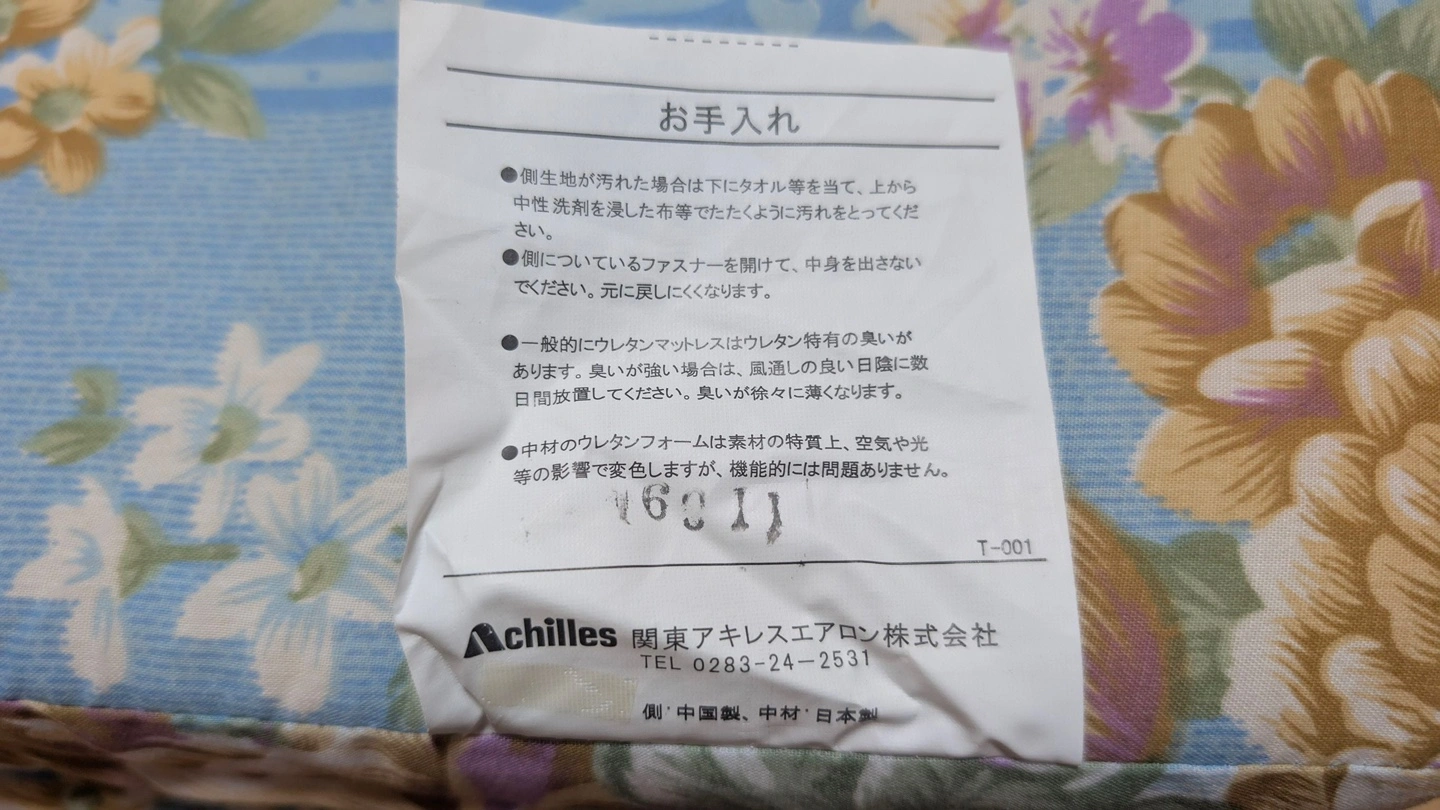 お手入れ
●側生地が汚れた場合は下にタオル等を当て、上から
中性洗剤を浸した布等でたたくように汚れをとってくだ
さい。
●側についているファスナーを開けて、中身を出さない
でください。元に戻しにくくなります。
●一般的にウレタンマットレスはウレタン特有の臭いが
あります。臭いが強い場合は、風通しの良い日陰に数
日間放置してください。臭いが徐々に薄くなります。
●中材のウレタンフォームは素材の特質上、空気や光
等の影響で変色しますが、機能的には問題ありません。
T-001
Achilles 関東アキレスエアロン株式会社
TEL 0283-24-2531
側:中国製、中材:日本製